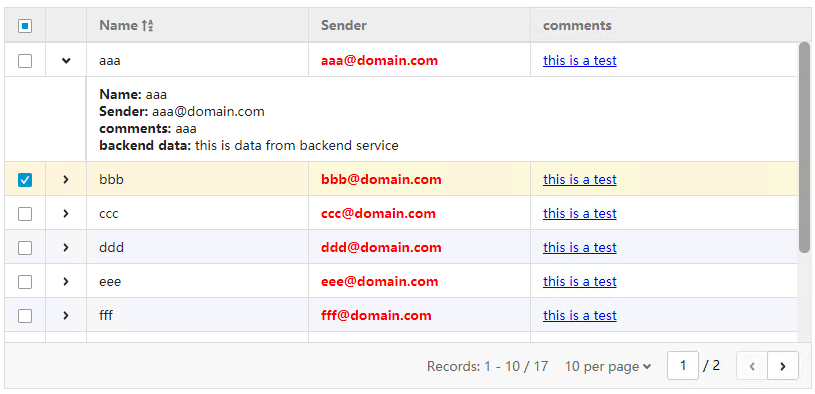 Name Sender comments
aaa aaa@domain.com this is a test
Name: aaa
Sender: aaa@domain.com
comments: aaa
backend data: this is data from backend service
bbb bbb@domain.com this is a test
ccc ccc@domain.com this is a test
ddd ddd@domain.com this is a test
eee eee@domain.com this is a test
fff fff@domain.com this is a test
Records: 1 - 10 / 17 10 per page 1 / 2